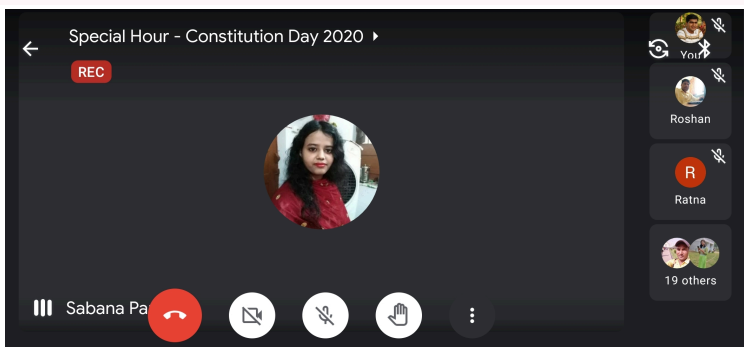 Special Hour - Constitution Day 2020
REC
You
Roshan
R
Ratna
19 others
Sabana Pa